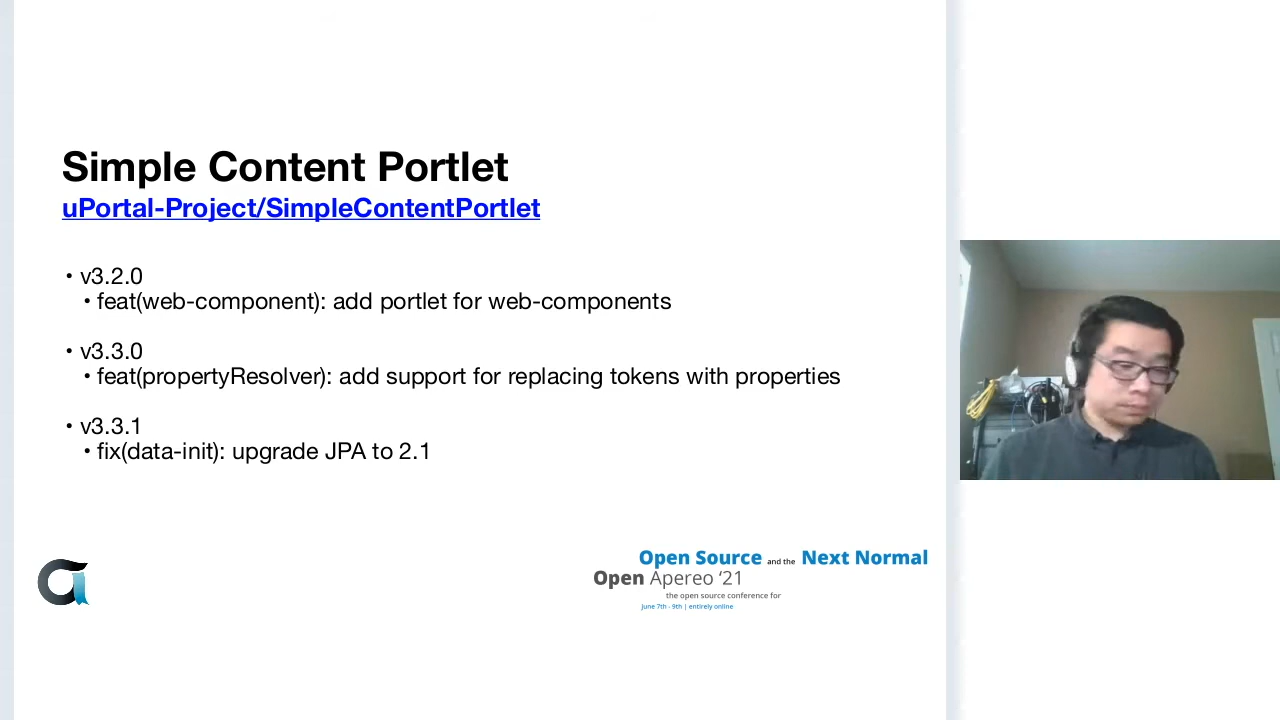 Simple Content Portlet
uPortal-Project/SimpleContentPortlet
• v3.2.0
• feat(web-component): add portlet for web-components
• v3.3.0
• feat(propertyResolver): add support for replacing tokens with properties
• v3.3.1
• fix(data-init): upgrade JPA to 2.1
Open Source and the Next Normal
Open Apereo ‘21
the open source conference for
June 7th - 9th | entirely online